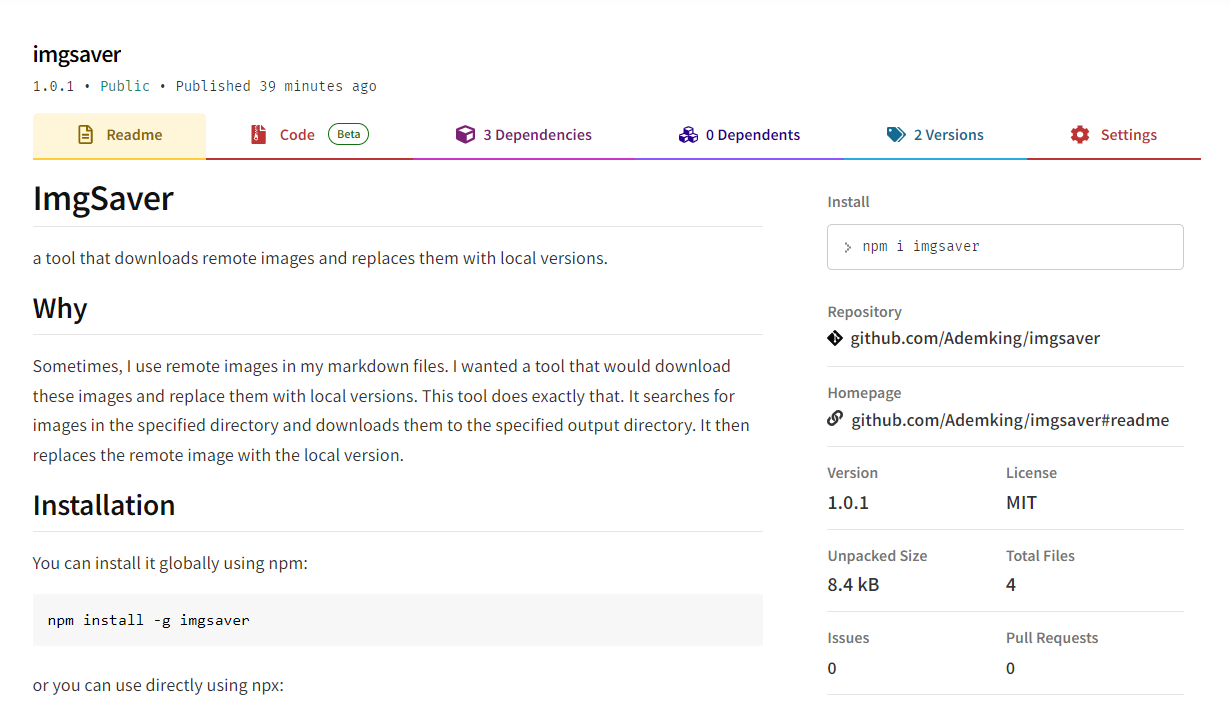 imgsaver
1.0.1 • Public • Published 39 minutes ago
Readme
Code Beta
3 Dependencies
0 Dependents
2 Versions
Settings
ImgSaver
a tool that downloads remote images and replaces them with local versions.
Why
Sometimes, I use remote images in my markdown files. I wanted a tool that would download
these images and replace them with local versions. This tool does exactly that. It searches for
images in the specified directory and downloads them to the specified output directory. It then
replaces the remote image with the local version.
Installation
You can install it globally using npm:
npm install -g imgsaver
or you can use directly using npx:
Install
> npm i imgsaver
Repository
github.com/Ademking/imgsaver
Homepage
github.com/Ademking/imgsaver#readme
Version
1.0.1
License
MIT
Unpacked Size
8.4 kB
Total Files
4
Issues
0
Pull Requests
0